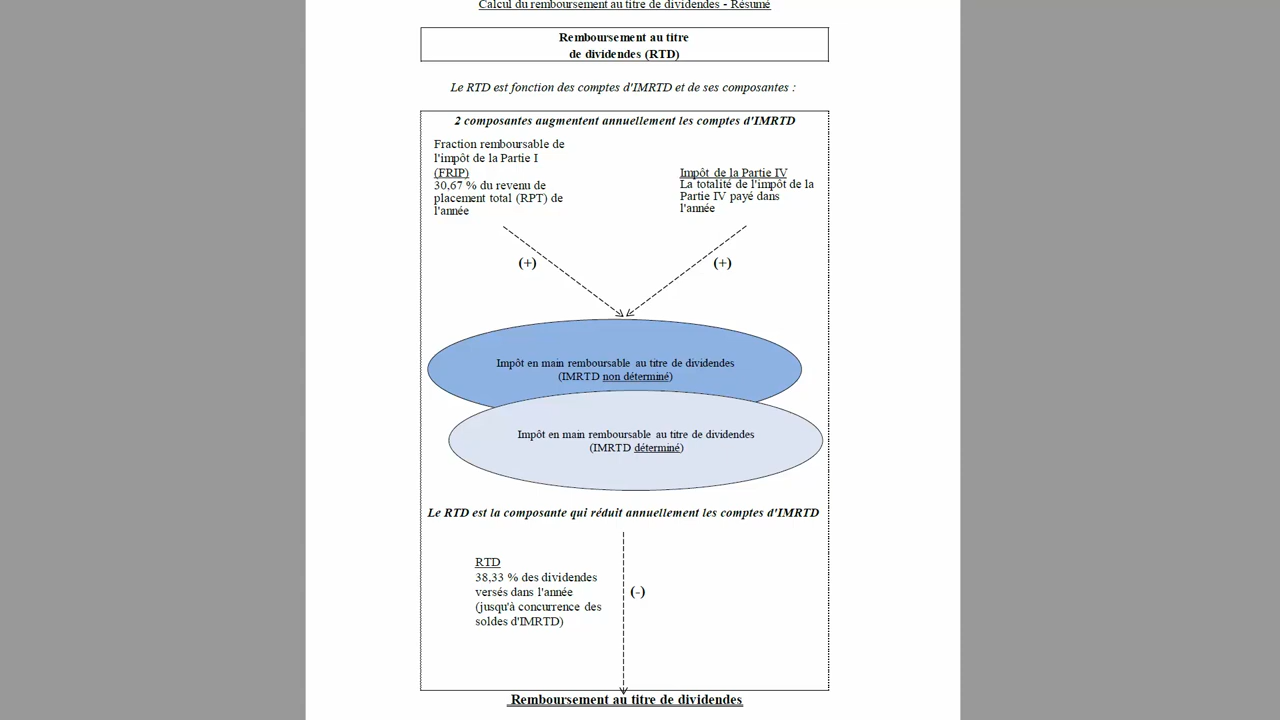 Calcul du remboursement au titre de dividendes - Résumé
Remboursement au titre
de dividendes (RTD)
Le RTD est fonction des comptes d'IMRTD et de ses composantes :
2 composantes augmentent annuellement les comptes d'IMRTD
Fraction remboursable de
l'impôt de la Partie I
(FRIP)
30,67 % du revenu de
placement total (RPT) de
l'année
Impôt de la Partie IV
La totalité de l'impôt de la
Partie IV payé dans
l'année
(+)
(+)
Impôt en main remboursable au titre de dividendes
(IMRTD non déterminé)
Impôt en main remboursable au titre de dividendes
(IMRTD déterminé)
Le RTD est la composante qui réduit annuellement les comptes d'IMRTD
RTD
38,33 % des dividendes
versés dans l'année
(jusqu'à concurrence des
soldes d'IMRTD)
(-)
Remboursement au titre de dividendes